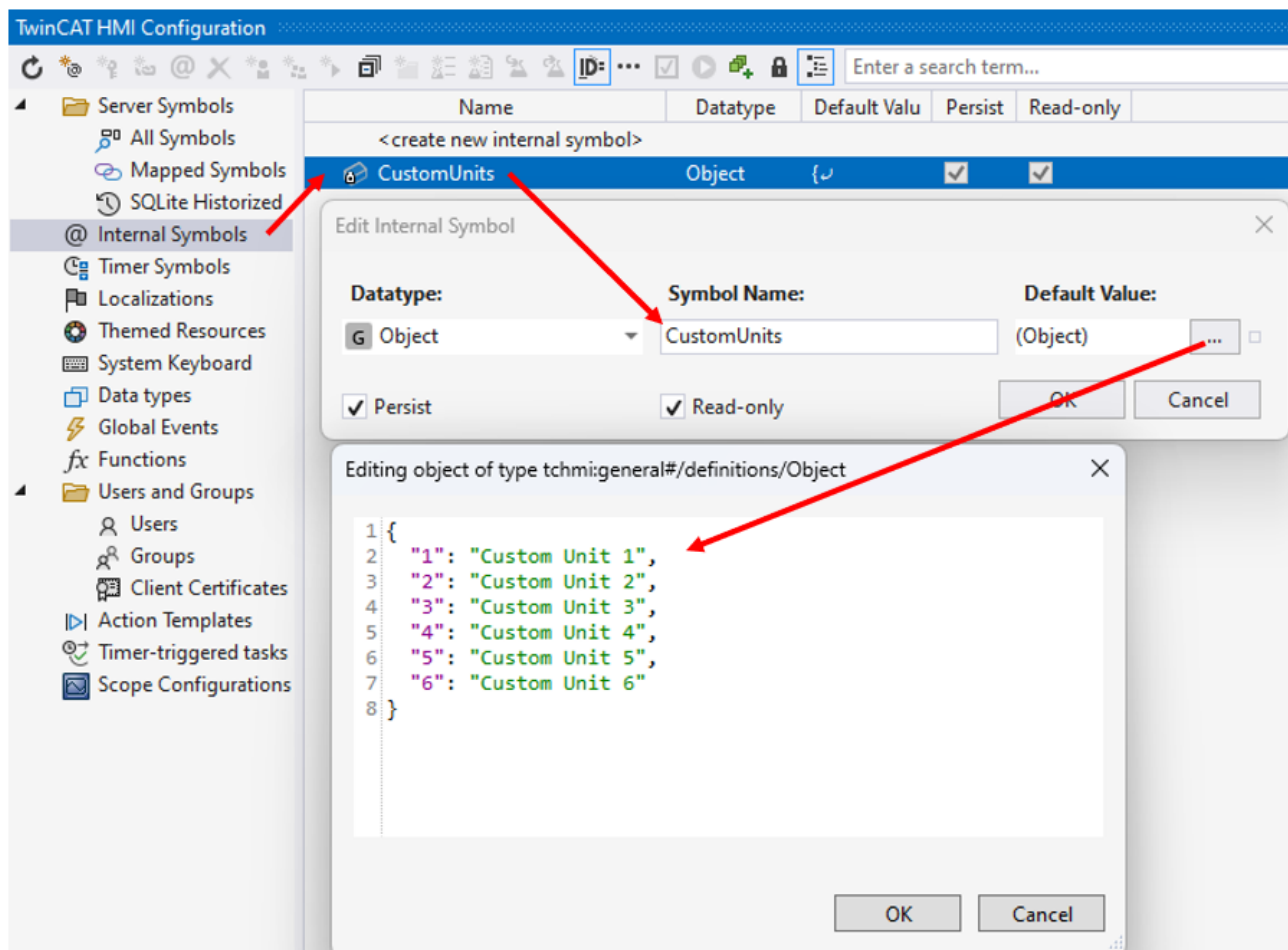 TwinCAT HMI Configuration
Enter a search term...
Server Symbols
All Symbols
Mapped Symbols
SQLite Historized
@ Internal Symbols
Timer Symbols
Localizations
Themed Resources
System Keyboard
Data types
Global Events
fx Functions
Users and Groups
Users
Groups
Client Certificates
Action Templates
Timer-triggered tasks
Scope Configurations
Name Datatype Default Valu Persist Read-only
<create new internal symbol>
CustomUnits Object {
Edit Internal Symbol
Datatype: Symbol Name: Default Value:
G Object CustomUnits (Object) ...
Persist Read-only OK Cancel
Editing object of type tchmi:general#/definitions/Object
1 {
2 "1": "Custom Unit 1",
3 "2": "Custom Unit 2",
4 "3": "Custom Unit 3",
5 "4": "Custom Unit 4",
6 "5": "Custom Unit 5",
7 "6": "Custom Unit 6"
8 }
OK Cancel